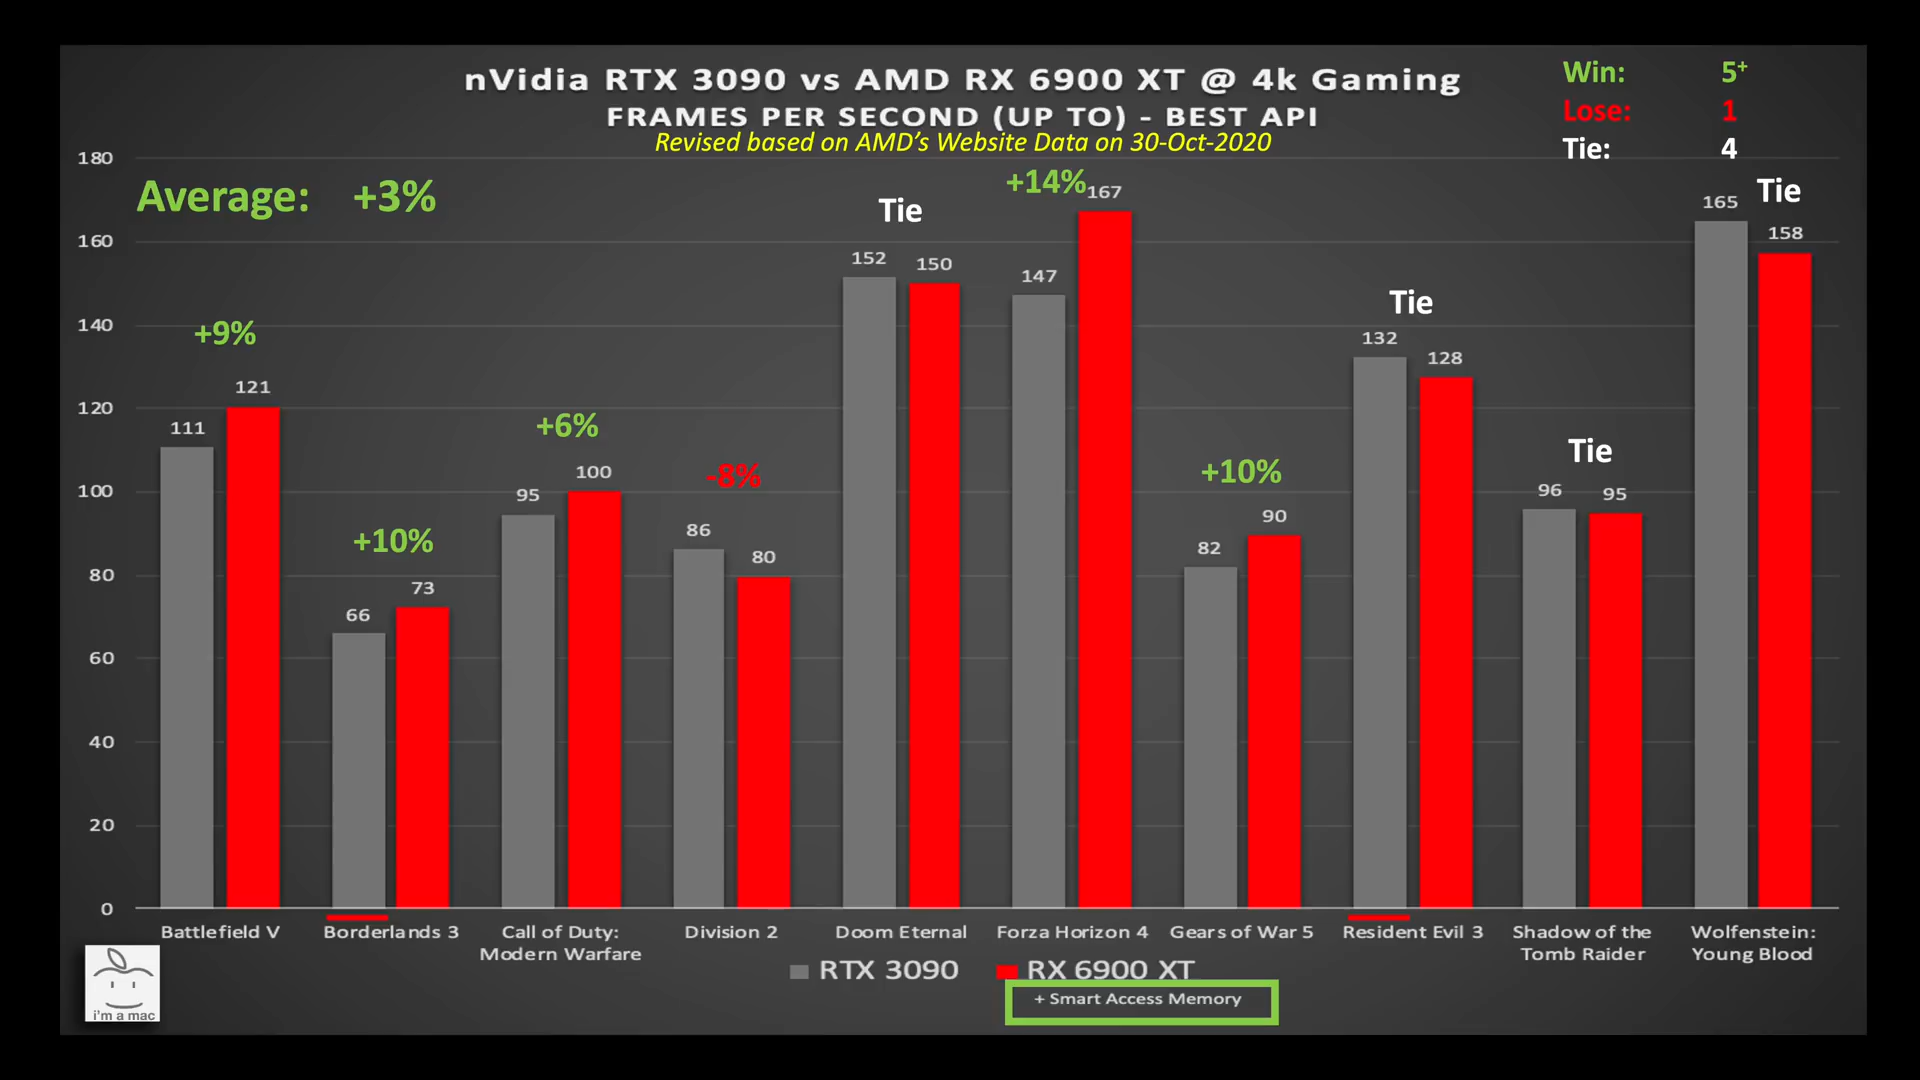 nVidia RTX 3090 vs AMD RX 6900 XT @ 4k Gaming
FRAMES PER SECOND (UP TO) - BEST API
Revised based on AMD's Website Data on 30-Oct-2020
Win: 5+
Lose: 1
Tie: 4
Average: +3%
180
160
140
120
100
80
60
40
20
0
+9%
111
121
+10%
66
73
+6%
95
100
-8%
86
80
Tie
152
150
+14%
147
167
+10%
82
90
Tie
132
128
Tie
96
95
Tie
165
158
Battlefield V
Borderlands 3
Call of Duty:
Modern Warfare
Division 2
Doom Eternal
Forza Horizon 4
Gears of War 5
Resident Evil 3
Shadow of the
Tomb Raider
Wolfenstein:
Young Blood
RTX 3090
RX 6900 XT
+ Smart Access Memory
i'm a mac